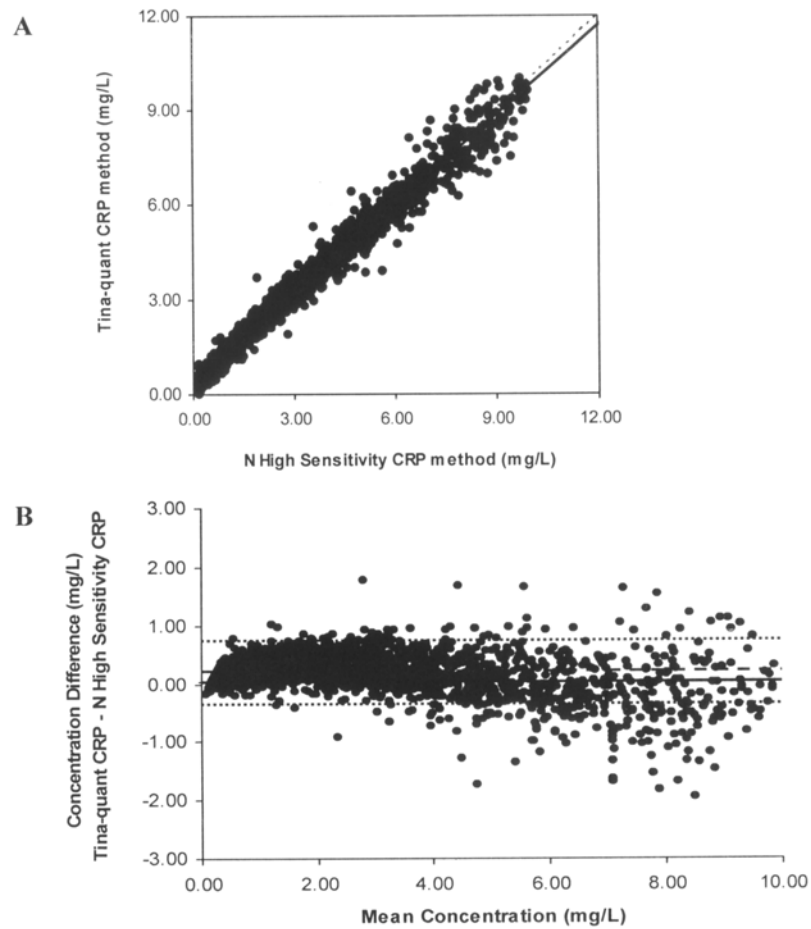 A
12.00
9.00
6.00
3.00
0.00
Tina-quant CRP method (mg/L)
0.00 3.00 6.00 9.00 12.00
N High Sensitivity CRP method (mg/L)
B
3.00
2.00
1.00
0.00
-1.00
-2.00
-3.00
Concentration Difference (mg/L)
Tina-quant CRP - N High Sensitivity CRP
0.00 2.00 4.00 6.00 8.00 10.00
Mean Concentration (mg/L)